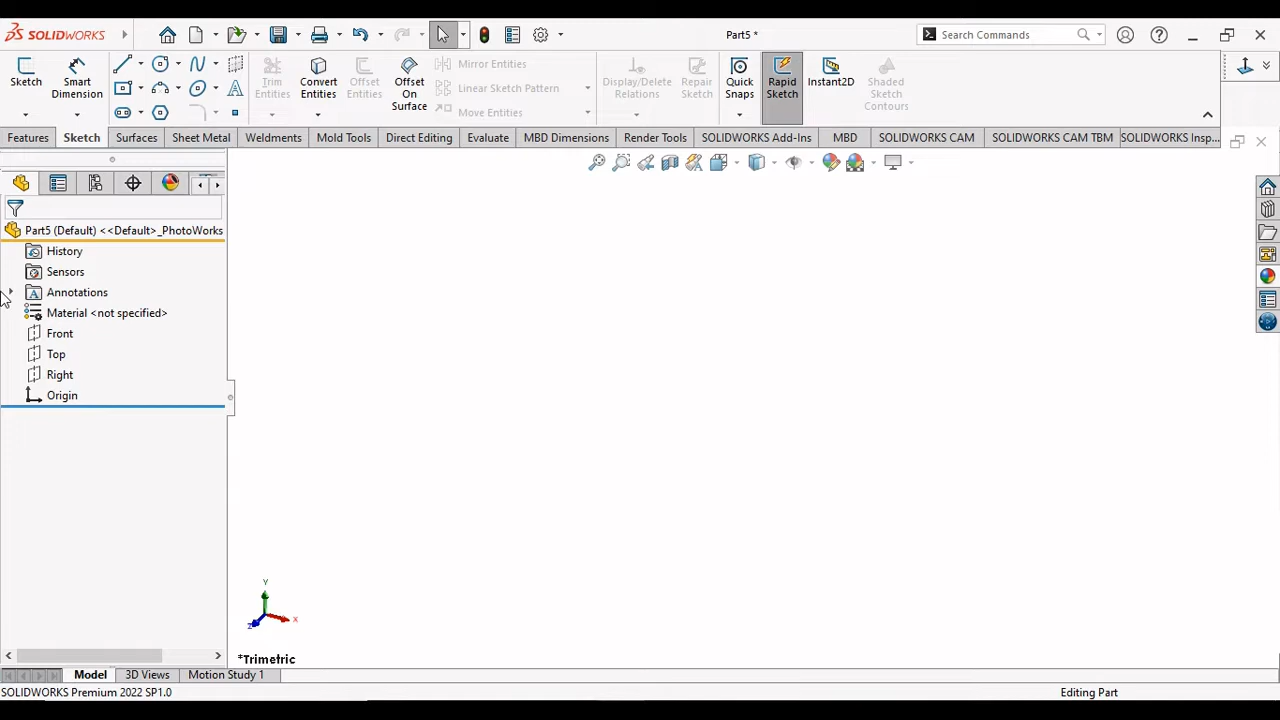 SOLIDWORKS
Part5 *
Search Commands
Sketch
Smart Dimension
Trim Entities
Convert Entities
Offset Entities
Offset On Surface
Mirror Entities
Linear Sketch Pattern
Move Entities
Display/Delete Relations
Repair Sketch
Quick Snaps
Rapid Sketch
Instant2D
Shaded Sketch Contours
Features
Sketch
Surfaces
Sheet Metal
Weldments
Mold Tools
Direct Editing
Evaluate
MBD Dimensions
Render Tools
SOLIDWORKS Add-Ins
MBD
SOLIDWORKS CAM
SOLIDWORKS CAM TBM
SOLIDWORKS Insp...
Part5 (Default) <<Default>_PhotoWorks
History
Sensors
Annotations
Material <not specified>
Front
Top
Right
Origin
Y
X
Z
*Trimetric
Model
3D Views
Motion Study 1
SOLIDWORKS Premium 2022 SP1.0
Editing Part